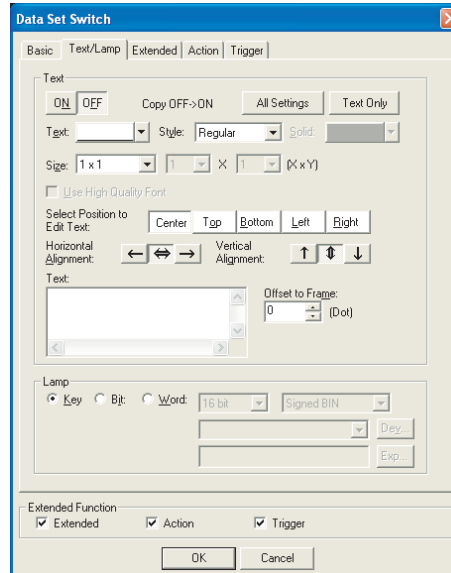 Data Set Switch
Basic Text/Lamp Extended Action Trigger
Text
ON OFF Copy OFF->ON All Settings Text Only
Text: Style: Regular Solid:
Size: 1 x 1 1 X 1 (X x Y)
Use High Quality Font
Select Position to
Edit Text: Center Top Bottom Left Right
Horizontal
Alignment: ← ⇔ → Vertical
Alignment: ↑ ⇕ ↓
Text:
Offset to Frame:
0 (Dot)
Lamp
Key Bit: Word: 16 bit Signed BIN
Dev...
Exp...
Extended Function
Extended Action Trigger
OK Cancel